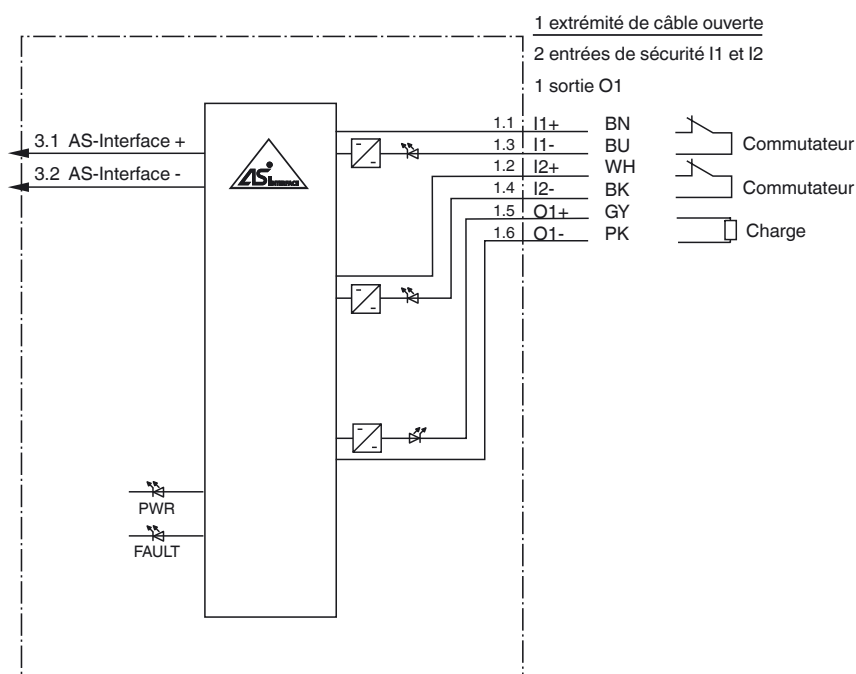 1 extrémité de câble ouverte
2 entrées de sécurité I1 et I2
1 sortie O1
3.1 AS-Interface +
3.2 AS-Interface -
AS INTERFACE
1.1 I1+ BN
1.3 I1- BU Commutateur
1.2 I2+ WH
1.4 I2- BK Commutateur
1.5 O1+ GY
1.6 O1- PK Charge
PWR
FAULT